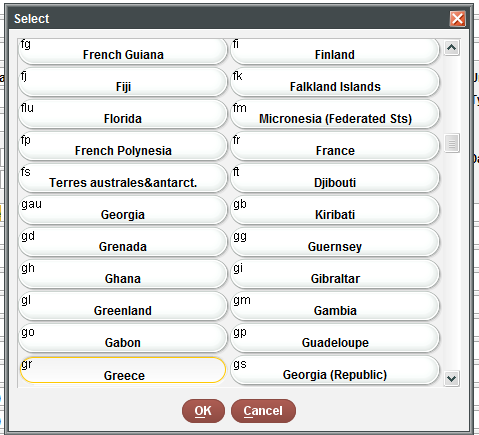 Select
fg
French Guiana
fi
Finland
fj
Fiji
fk
Falkland Islands
flu
Florida
fm
Micronesia (Federated Sts)
fp
French Polynesia
fr
France
fs
Terres australes&antarct.
ft
Djibouti
gau
Georgia
gb
Kiribati
gd
Grenada
gg
Guernsey
gh
Ghana
gi
Gibraltar
gl
Greenland
gm
Gambia
go
Gabon
gp
Guadeloupe
gr
Greece
gs
Georgia (Republic)
OK
Cancel